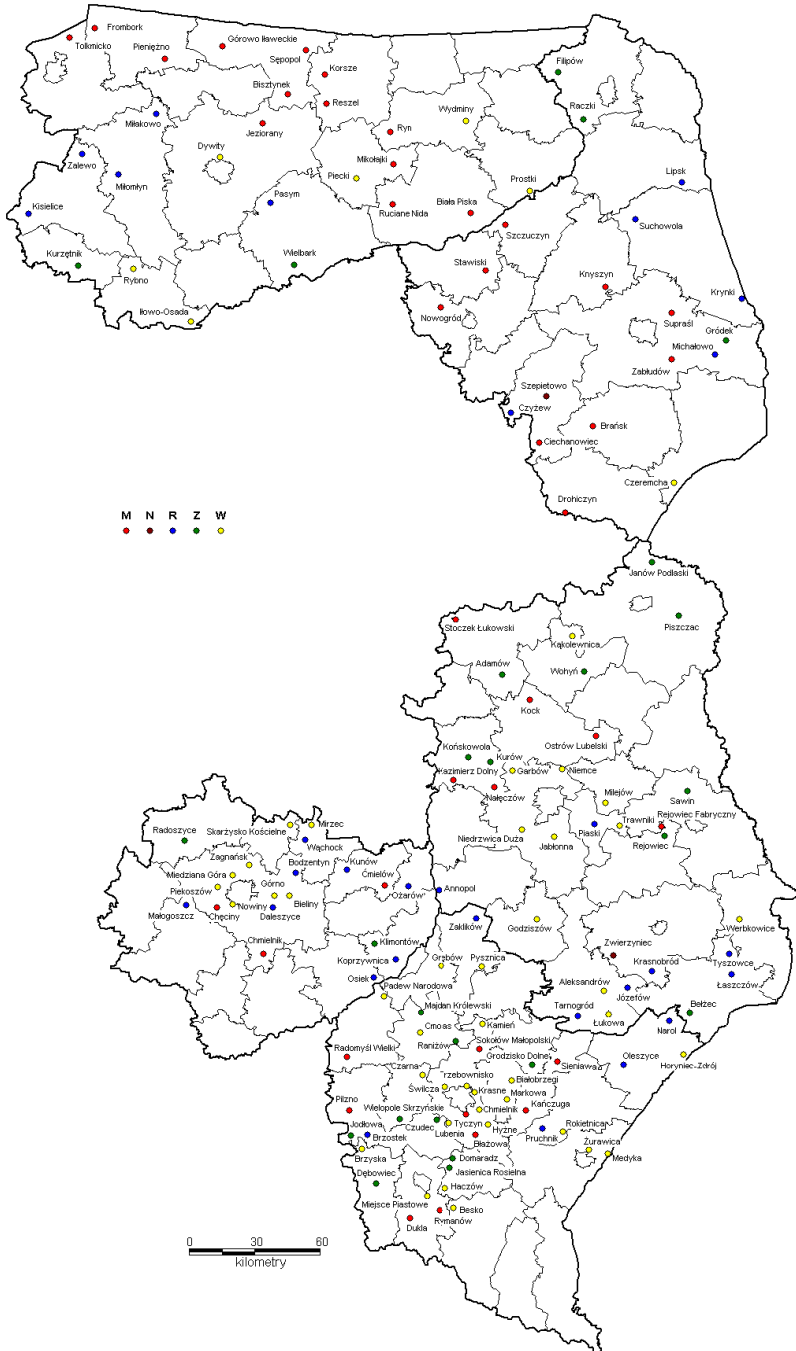 Frombork
Tolkmicko
Pieniężno
Górowo Iławeckie
Sępopol
Korsze
Bisztynek
Reszel
Filipów
Raczki
Miłakowo
Jeziorany
Wydminy
Ryn
Dywity
Zalewo
Miłomłyn
Mikołajki
Piecki
Prostki
Lipsk
Kisielice
Pasym
Ruciane Nida
Biała Piska
Suchowola
Szczuczyn
Kurzętnik
Rybno
Wielbark
Stawiski
Knyszyn
Krynki
Iłowo-Osada
Nowogród
Supraśl
Gródek
Michałowo
Zabłudów
Szepietowo
Czyżew
Brańsk
Ciechanowiec
Czeremcha
Drohiczyn
M N R Z W
Janów Podlaski
Piszczac
Stoczek Łukowski
Kąkolewnica
Adamów
Wohyń
Kock
Ostrów Lubelski
Końskowola
Kurów
Kazimierz Dolny
Garbów
Niemce
Nałęczów
Milejów
Sawin
Rejowiec Fabryczny
Trawniki
Niedrzwica Duża
Jabłonna
Piaski
Rejowiec
Radoszyce
Skarżysko Kościelne
Mirzec
Wąchock
Zagnańsk
Bodzentyn
Kunów
Miedziana Góra
Ćmielów
Piekoszów
Górno
Ożarów
Annopol
Małogoszcz
Chęciny
Nowiny
Daleszyce
Bieliny
Zaklików
Godziszów
Werbkowice
Chmielnik
Klimontów
Koprzywnica
Osiek
Grębów
Pysznica
Zwierzyniec
Krasnobród
Tyszowce
Łaszczów
Padew Narodowa
Aleksandrów
Józefów
Majdan Królewski
Tarnogród
Łukowa
Bełżec
Narol
Cmoas
Kamień
Raniżów
Sokołów Małopolski
Radomyśl Wielki
Grodzisko Dolne
Sieniawa
Oleszyce
Horyniec-Zdrój
Czarna
rzebownisko
Białobrzegi
Świlcza
Krasne
Markowa
Pilzno
Wielopole Skrzyńskie
Chmielnik
Kańczuga
Jodłowa
Czudec
Tyczyn
Rokietnica
Brzostek
Lubenia
Hyżne
Pruchnik
Błażowa
Żurawica
Brzyska
Medyka
Domaradz
Dębowiec
Jasienica Rosielna
Haczów
Miejsce Piastowe
Besko
Rymanów
Dukla
0 30 60
kilometry